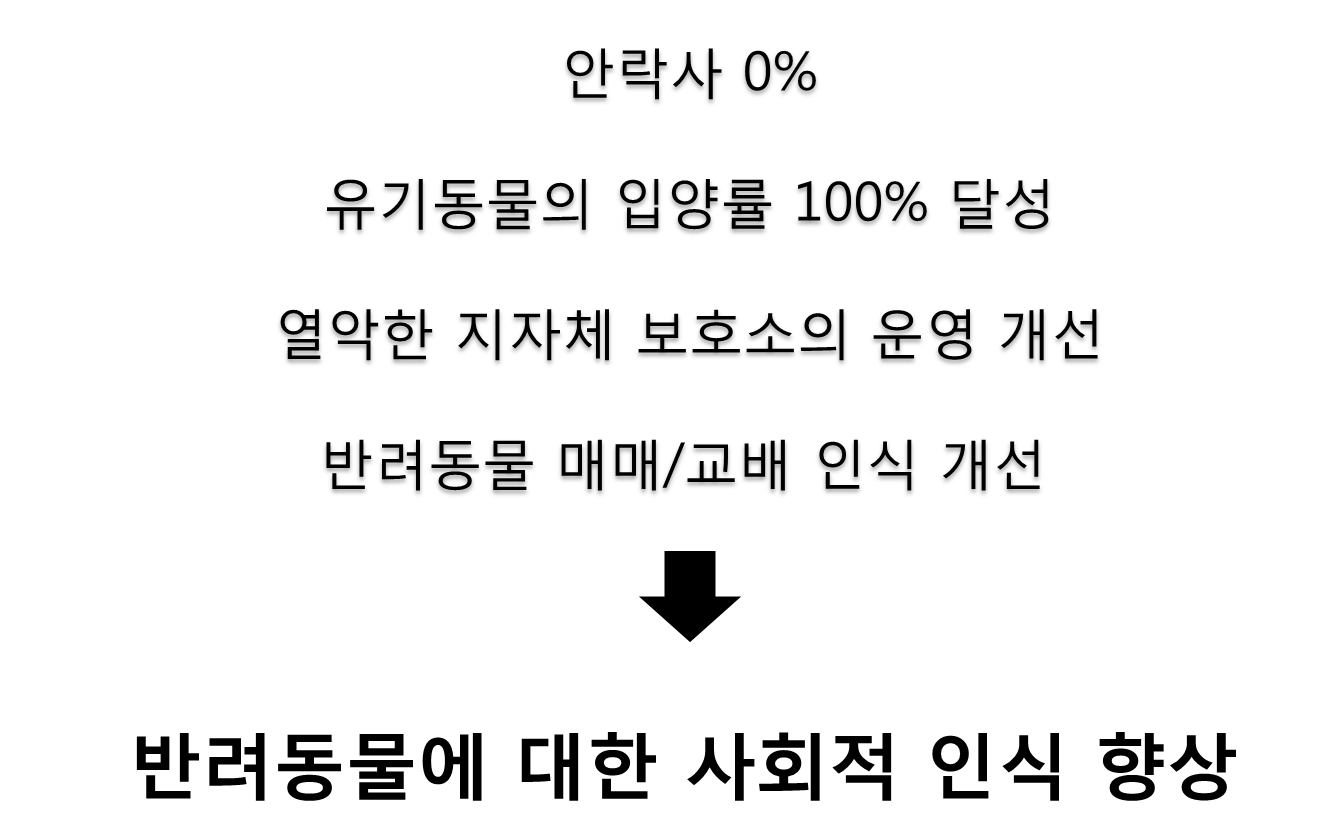 안락사 0%
유기동물의 입양률 100% 달성
열악한 지자체 보호소의 운영 개선
반려동물 매매/교배 인식 개선
반려동물에 대한 사회적 인식 향상